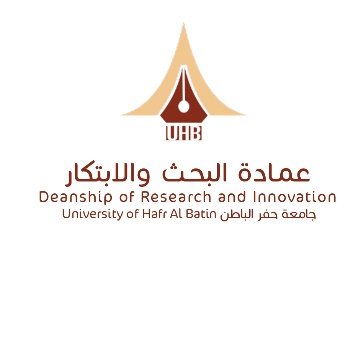 UHB
عمادة البحث والابتكار
Deanship of Research and Innovation
University of Hafr Al Batin جامعة حفر الباطن